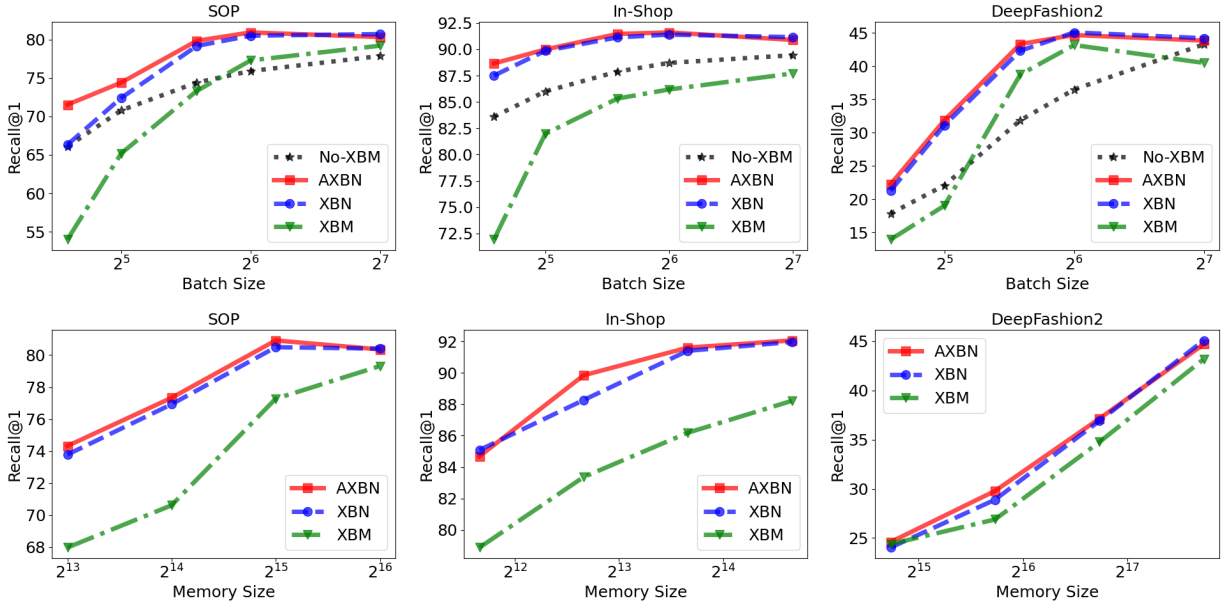 SOP
Recall@1
80
75
70
65
60
55
No-XBM
AXBN
XBN
XBM
2^5
2^6
2^7
Batch Size
In-Shop
Recall@1
92.5
90.0
87.5
85.0
82.5
80.0
77.5
75.0
72.5
No-XBM
AXBN
XBN
XBM
2^5
2^6
2^7
Batch Size
DeepFashion2
Recall@1
45
40
35
30
25
20
15
No-XBM
AXBN
XBN
XBM
2^5
2^6
2^7
Batch Size
SOP
Recall@1
80
78
76
74
72
70
68
AXBN
XBN
XBM
2^13
2^14
2^15
2^16
Memory Size
In-Shop
Recall@1
92
90
88
86
84
82
80
AXBN
XBN
XBM
2^12
2^13
2^14
Memory Size
DeepFashion2
Recall@1
45
40
35
30
25
AXBN
XBN
XBM
2^15
2^16
2^17
Memory Size